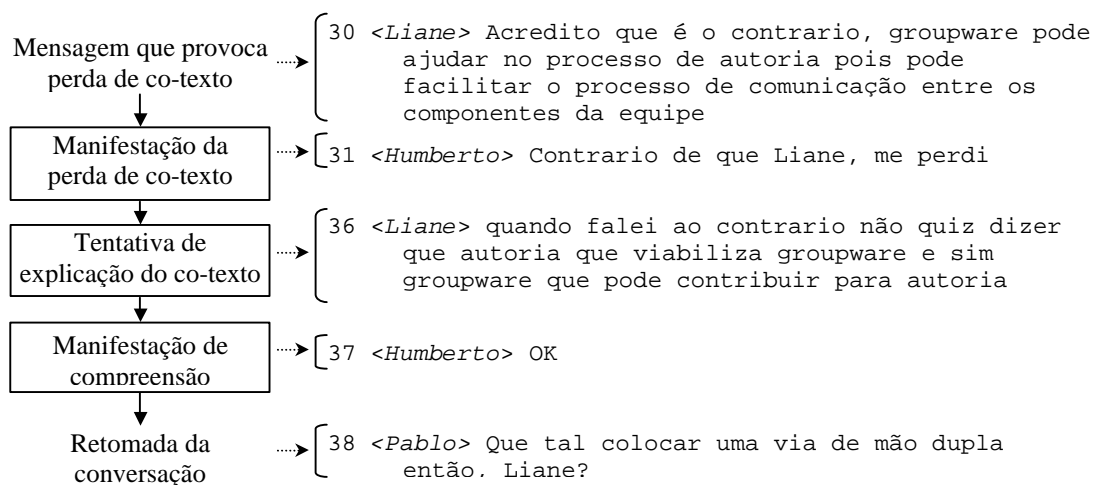 Mensagem que provoca
perda de co-texto
30 <Liane> Acredito que é o contrario, groupware pode
ajudar no processo de autoria pois pode
facilitar o processo de comunicação entre os
componentes da equipe
Manifestação da
perda de co-texto
31 <Humberto> Contrario de que Liane, me perdi
Tentativa de
explicação do co-texto
36 <Liane> quando falei ao contrario não quiz dizer
que autoria que viabiliza groupware e sim
groupware que pode contribuir para autoria
Manifestação de
compreensão
37 <Humberto> OK
Retomada da
conversação
38 <Pablo> Que tal colocar uma via de mão dupla
então. Liane?